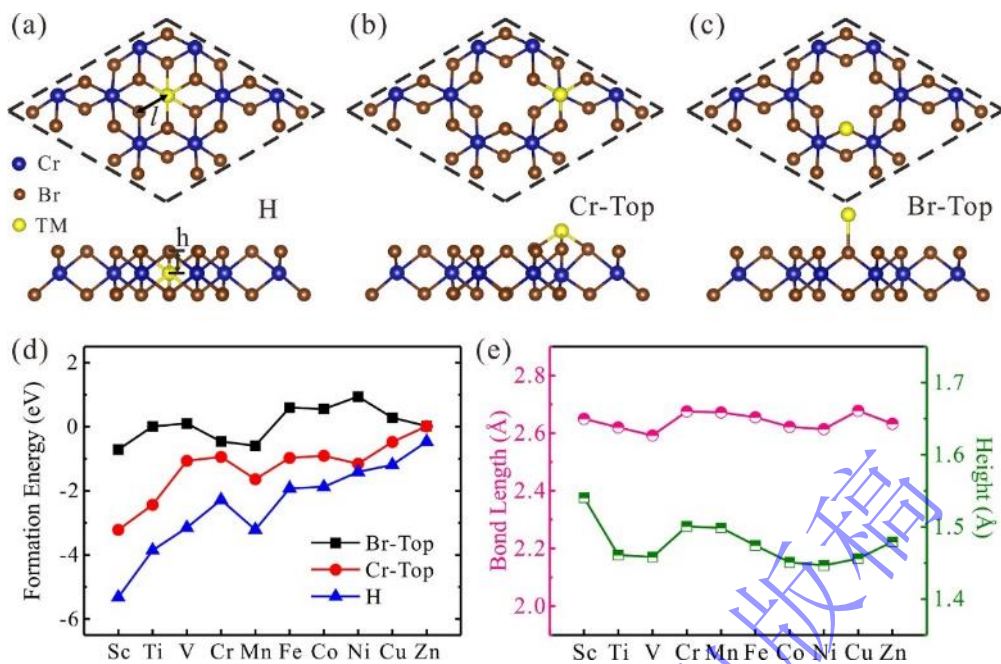 (a)
(b)
(c)
l
Cr
Br
TM
H
Cr-Top
Br-Top
h
(d)
(e)
2
0
-2
-4
-6
Formation Energy (eV)
Br-Top
Cr-Top
H
Sc Ti V Cr Mn Fe Co Ni Cu Zn
2.8
2.6
2.4
2.2
2.0
Bond Length (Å)
1.7
1.6
1.5
1.4
Height (Å)
Sc Ti V Cr Mn Fe Co Ni Cu Zn
版稿